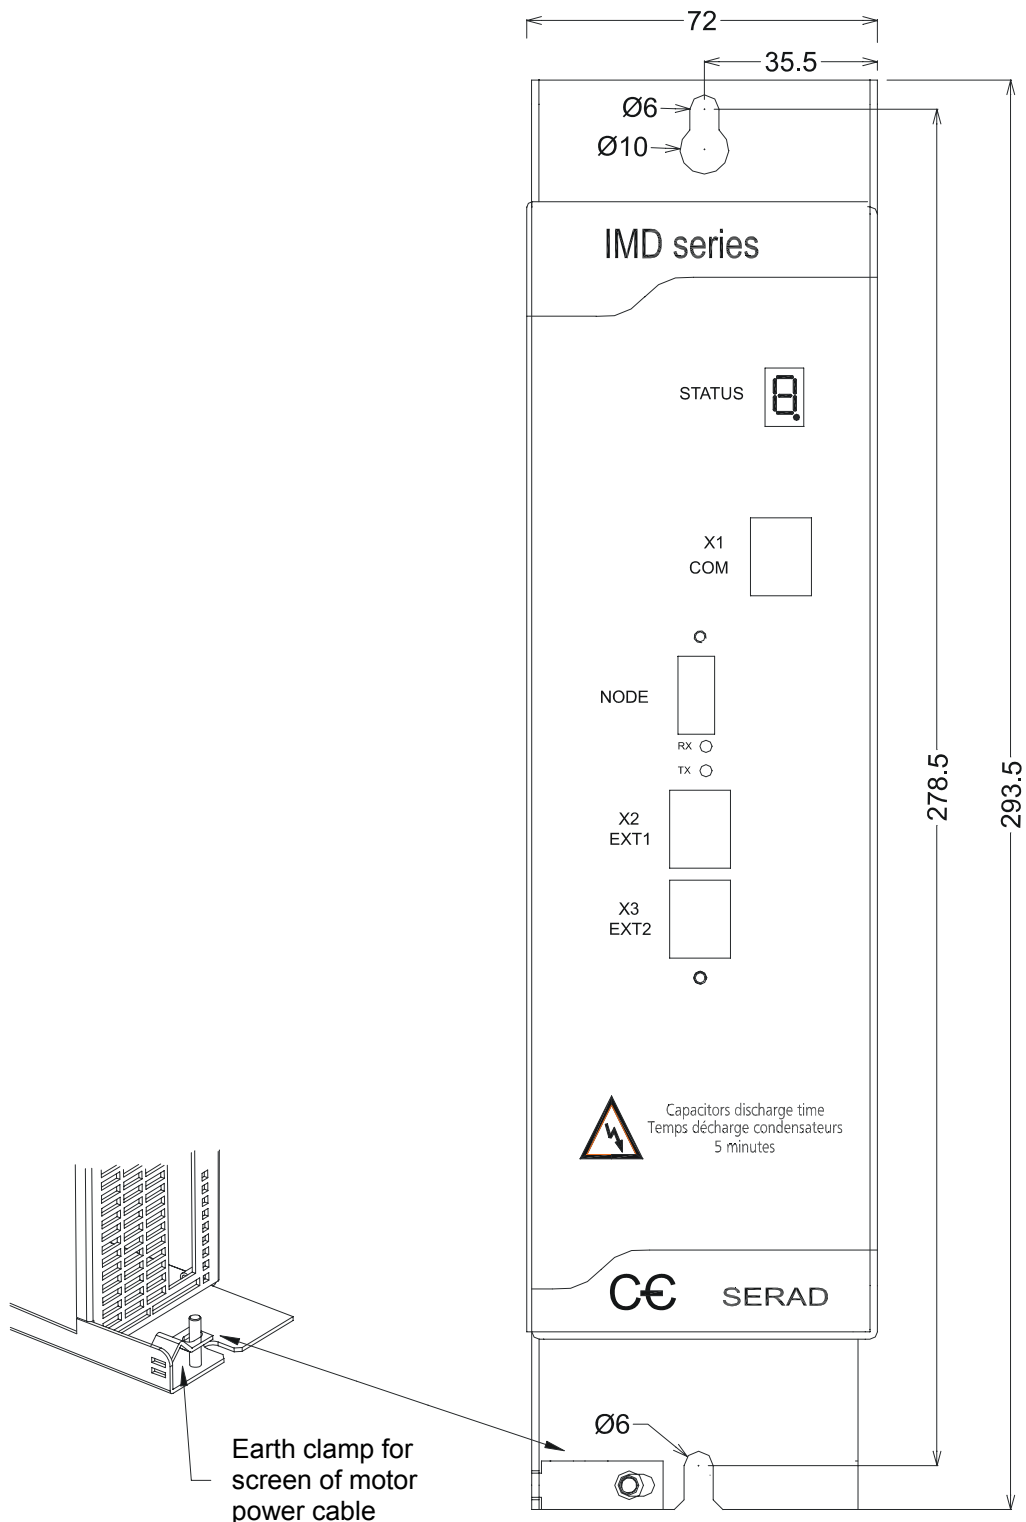 72
35.5
Ø6
Ø10
IMD series
STATUS
8.
X1
COM
NODE
RX
TX
278.5
293.5
X2
EXT1
X3
EXT2
Capacitors discharge time
Temps décharge condensateurs
5 minutes
CE SERAD
Ø6
Earth clamp for
screen of motor
power cable